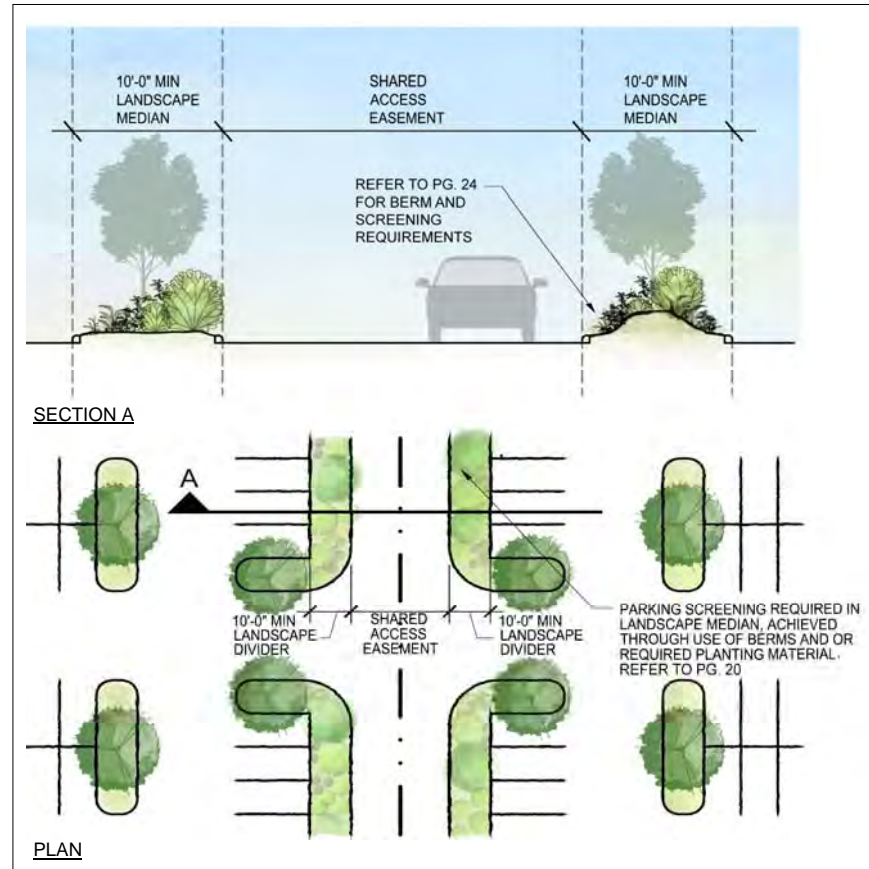 10'-0" MIN
LANDSCAPE
MEDIAN
SHARED
ACCESS
EASEMENT
10'-0" MIN
LANDSCAPE
MEDIAN
REFER TO PG. 24
FOR BERM AND
SCREENING
REQUIREMENTS
SECTION A
A
10'-0" MIN
LANDSCAPE
DIVIDER
SHARED
ACCESS
EASEMENT
10'-0" MIN
LANDSCAPE
DIVIDER
PARKING SCREENING REQUIRED IN
LANDSCAPE MEDIAN, ACHIEVED
THROUGH USE OF BERMS AND OR
REQUIRED PLANTING MATERIAL.
REFER TO PG. 20
PLAN